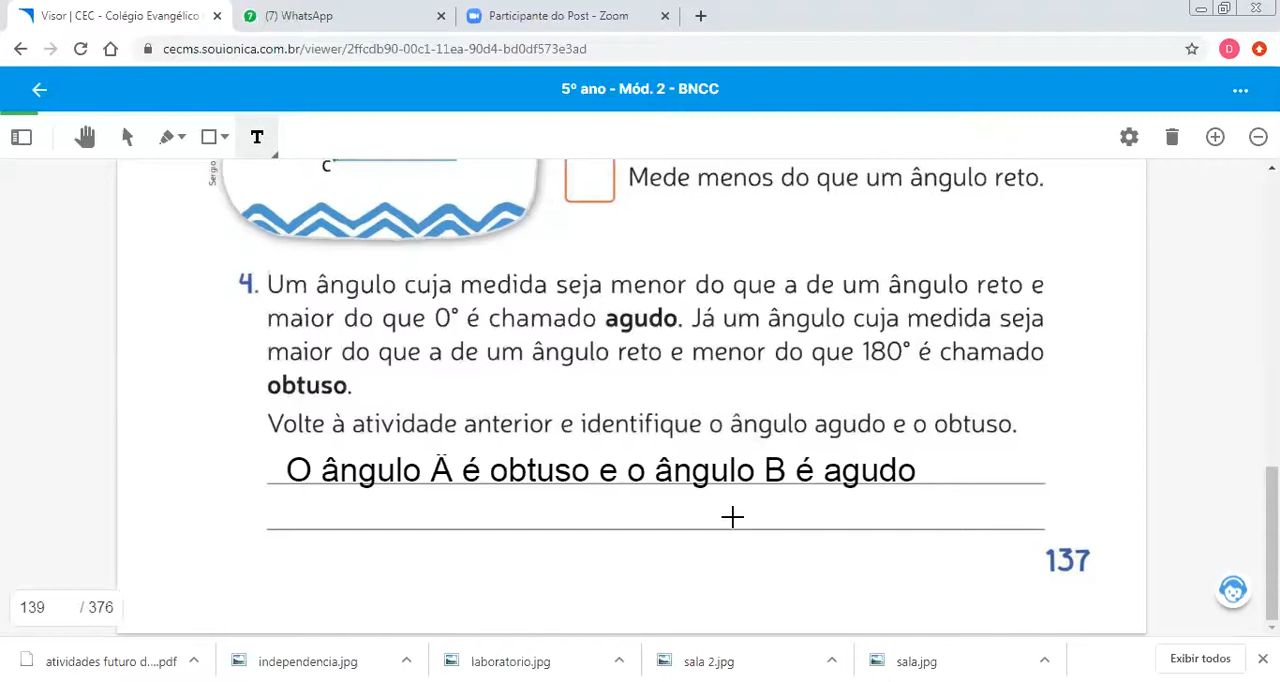 Visor | CEC - Colégio Evangélico
(7) WhatsApp
Participante do Post - Zoom
cecms.souionica.com.br/viewer/2ffcdb90-00c1-11ea-90d4-bd0df573e3ad
D
5º ano - Mód. 2 - BNCC
T
Sergio
C
Mede menos do que um ângulo reto.
4. Um ângulo cuja medida seja menor do que a de um ângulo reto e
maior do que 0° é chamado agudo. Já um ângulo cuja medida seja
maior do que a de um ângulo reto e menor do que 180° é chamado
obtuso.
Volte à atividade anterior e identifique o ângulo agudo e o obtuso.
O ângulo Â é obtuso e o ângulo B é agudo
137
139 / 376
atividades futuro d....pdf
independencia.jpg
laboratorio.jpg
sala 2.jpg
sala.jpg
Exibir todos